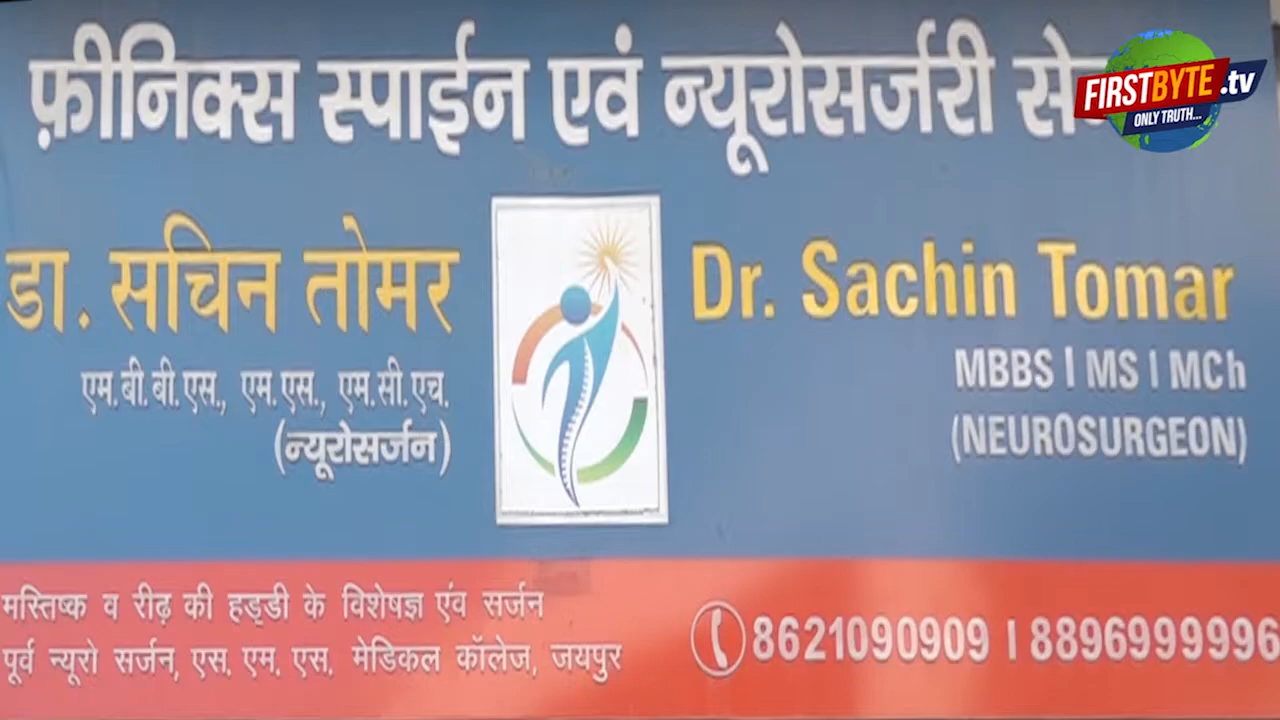 फ़ीनिक्स स्पाईन एवं न्यूरोसर्जरी
FIRSTBYTE.tv
ONLY TRUTH...
डा. सचिन तोमर
एम.बी.बी.एस., एम.एस., एम.सी.एच.
(न्यूरोसर्जन)
Dr. Sachin Tomar
MBBS | MS | MCh
(NEUROSURGEON)
मस्तिष्क व रीढ़ की हड्डी के विशेषज्ञ एंव सर्जन
पूर्व न्यूरो सर्जन, एस. एम. एस. मेडिकल कॉलेज, जयपुर
8621090909 | 8896999996